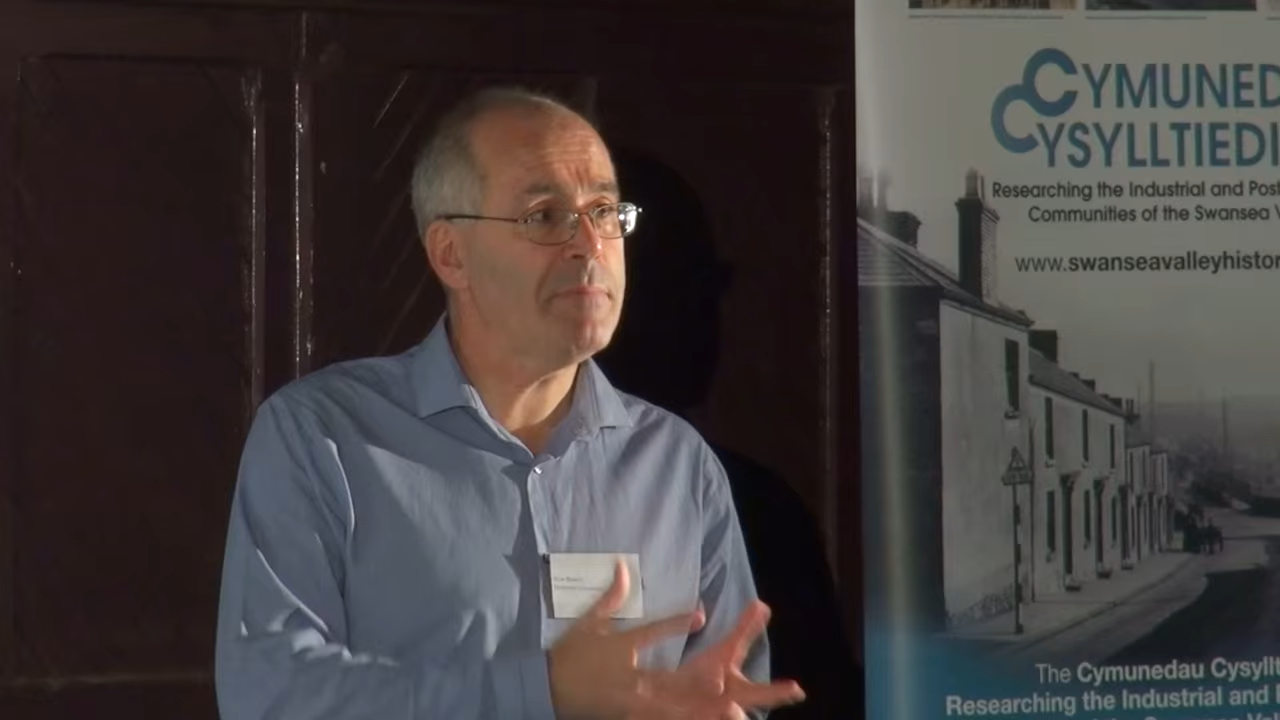 CYMUNED
CYSYLLTIEDI
Researching the Industrial and Post
Communities of the Swansea V
www.swanseavalleyhistor
The Cymunedau Cysyllt
Researching the Industrial and